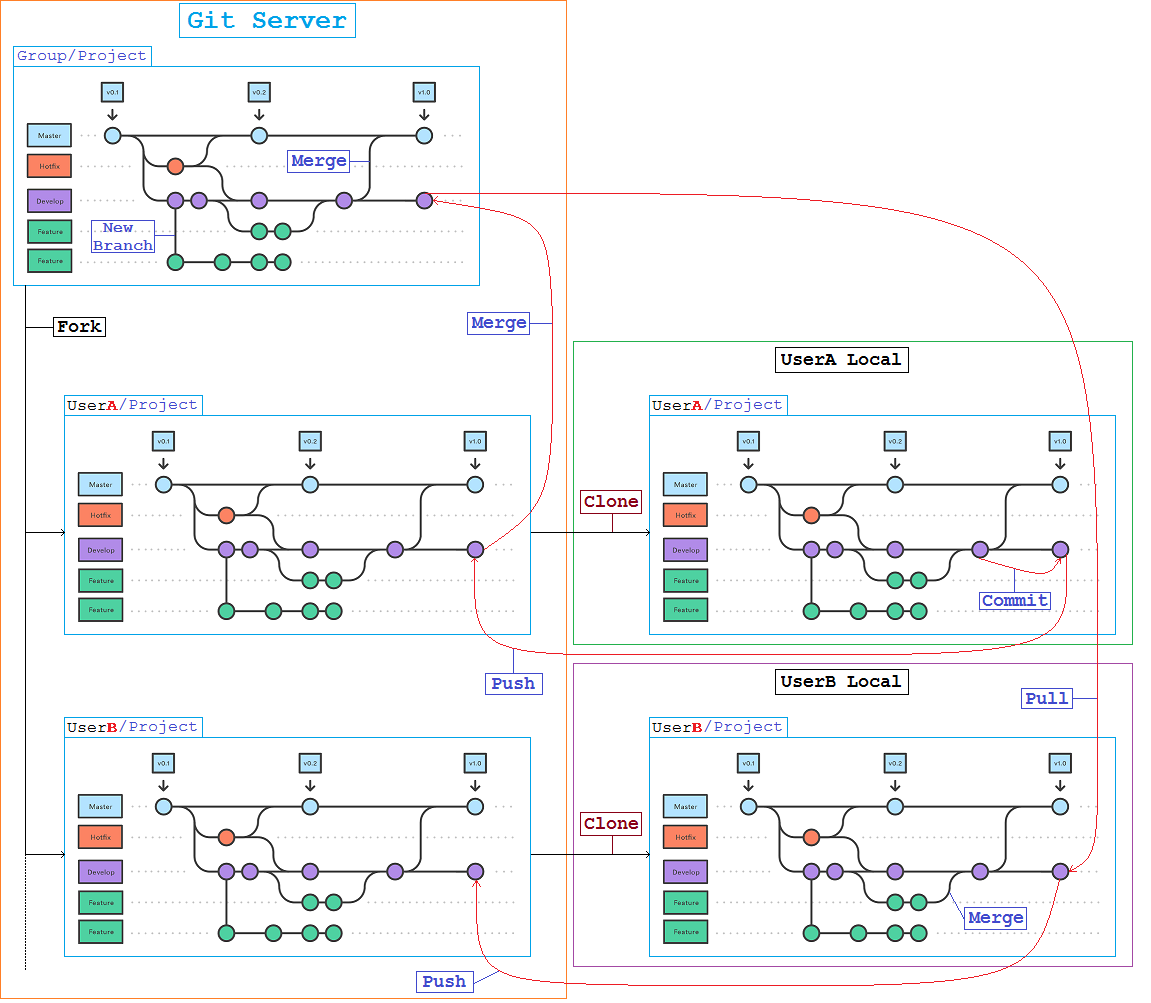 Git Server
Group/Project
v0.1 v0.2 v1.0
Master
Hotfix
Merge
Develop
Feature
New
Branch
Feature
Fork
Merge
UserA Local
UserA/Project
v0.1 v0.2 v1.0
Master
Hotfix
Develop
Feature
Feature
Clone
UserA/Project
v0.1 v0.2 v1.0
Master
Hotfix
Develop
Feature
Commit
Feature
Push
UserB Local
Pull
UserB/Project
v0.1 v0.2 v1.0
Master
Hotfix
Develop
Feature
Feature
Clone
UserB/Project
v0.1 v0.2 v1.0
Master
Hotfix
Develop
Feature
Merge
Feature
Push